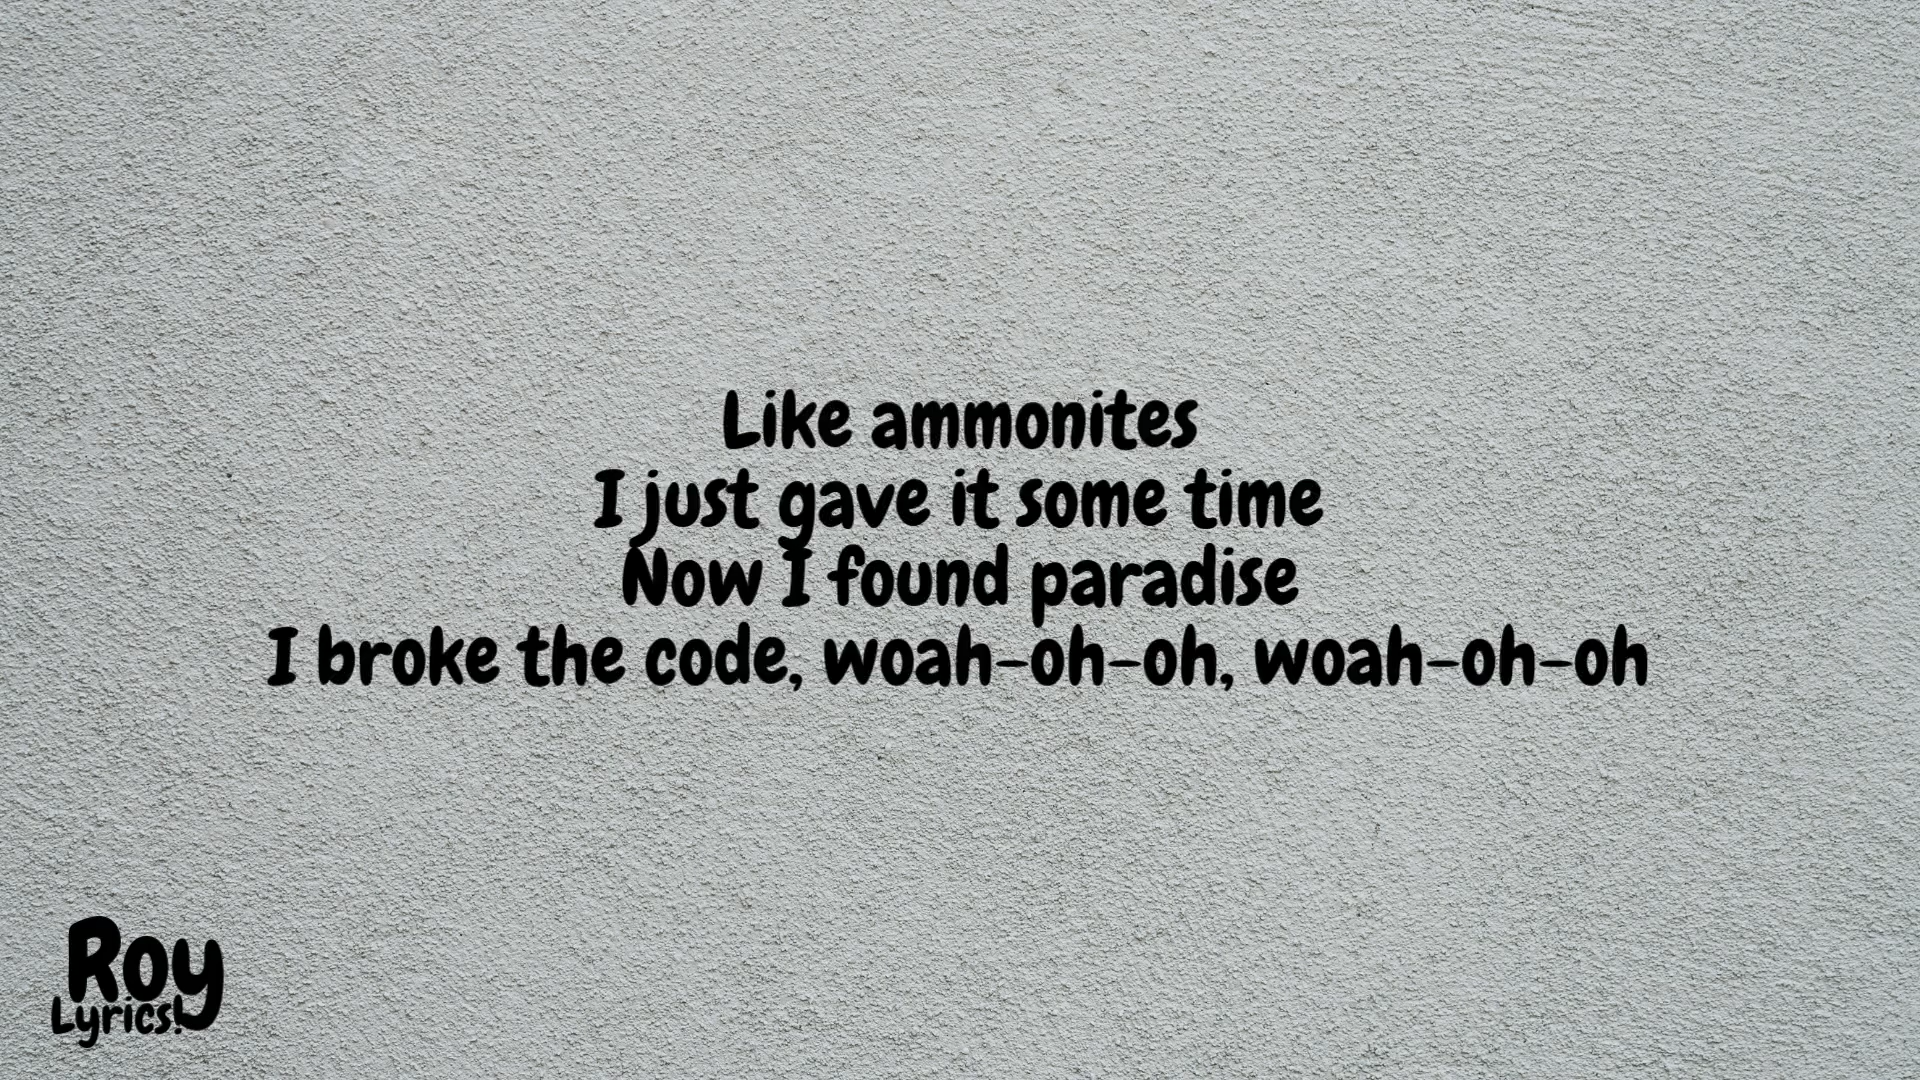 Like ammonites
I just gave it some time
Now I found paradise
I broke the code, woah-oh-oh, woah-oh-oh
Roy
Lyrics!